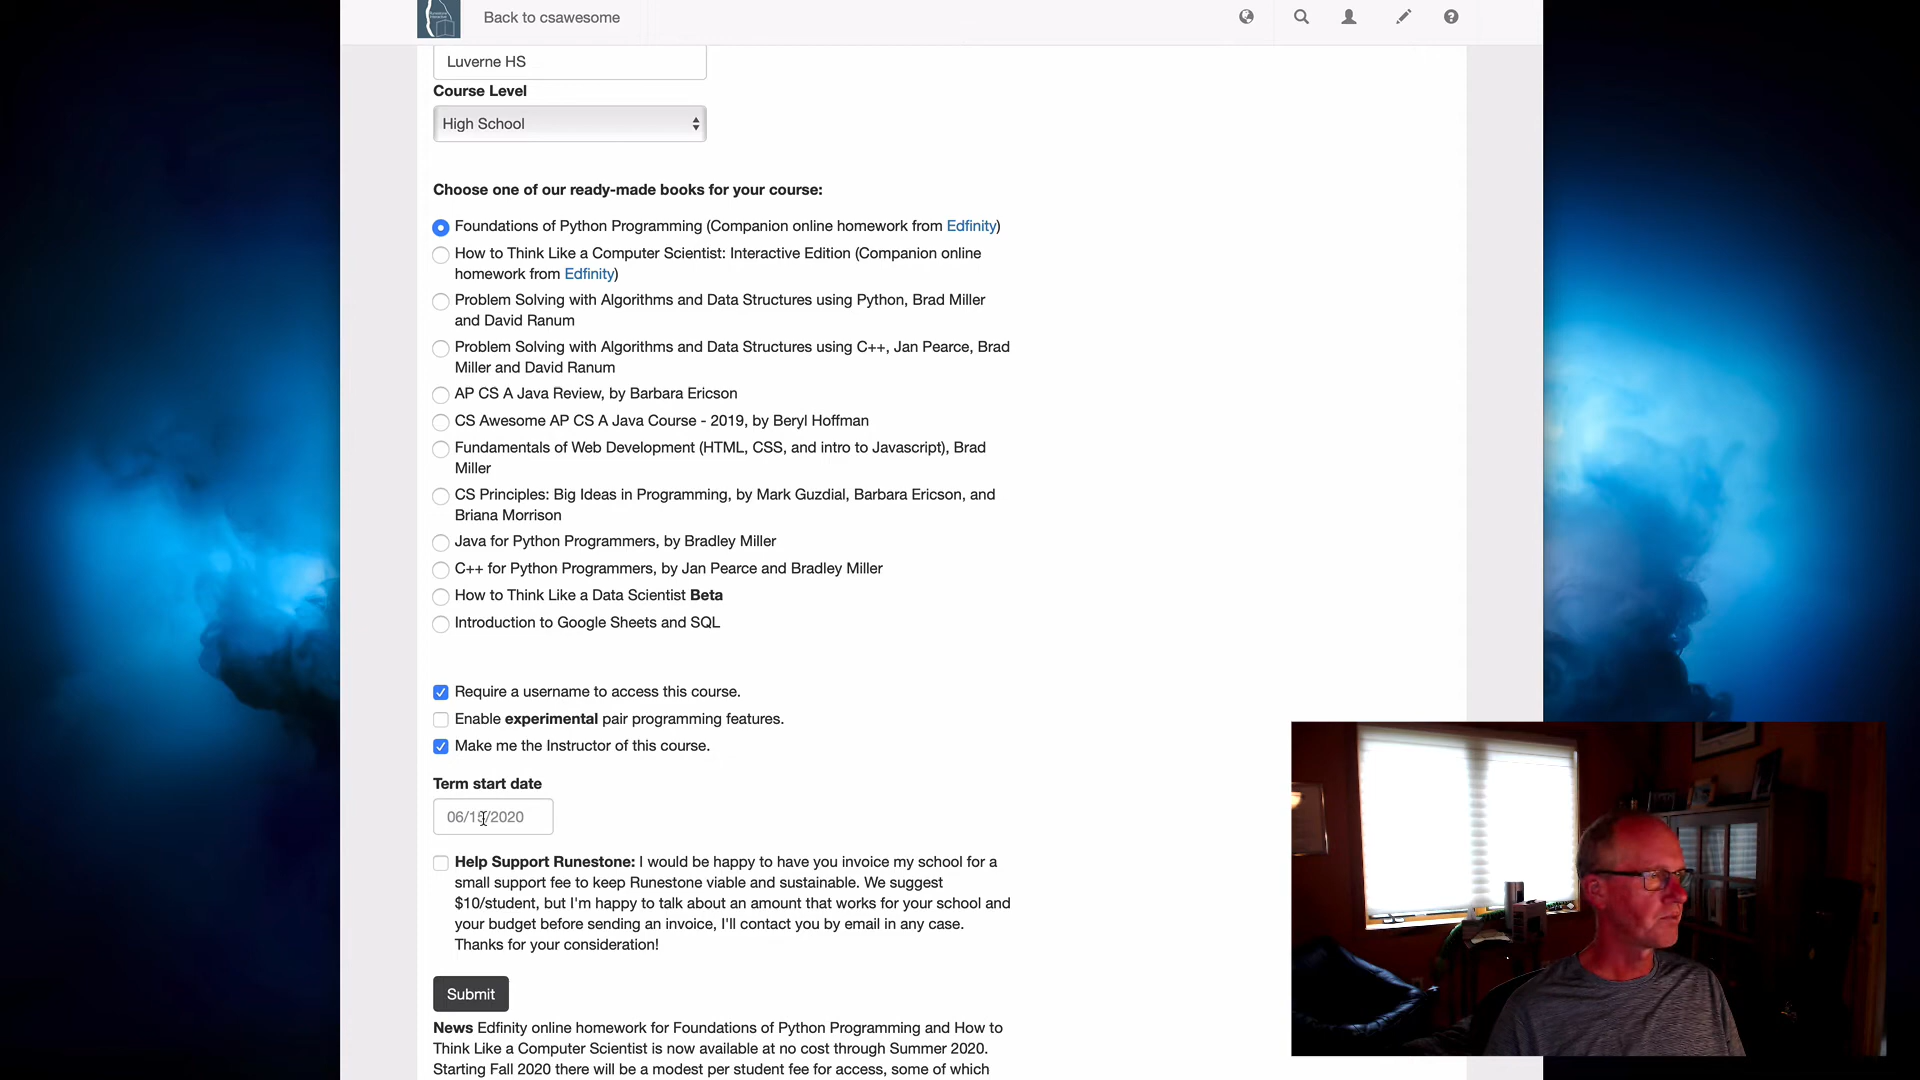 Back to csawesome
Luverne HS
Course Level
High School
Choose one of our ready-made books for your course:
Foundations of Python Programming (Companion online homework from Edfinity)
How to Think Like a Computer Scientist: Interactive Edition (Companion online
homework from Edfinity)
Problem Solving with Algorithms and Data Structures using Python, Brad Miller
and David Ranum
Problem Solving with Algorithms and Data Structures using C++, Jan Pearce, Brad
Miller and David Ranum
AP CS A Java Review, by Barbara Ericson
CS Awesome AP CS A Java Course - 2019, by Beryl Hoffman
Fundamentals of Web Development (HTML, CSS, and intro to Javascript), Brad
Miller
CS Principles: Big Ideas in Programming, by Mark Guzdial, Barbara Ericson, and
Briana Morrison
Java for Python Programmers, by Bradley Miller
C++ for Python Programmers, by Jan Pearce and Bradley Miller
How to Think Like a Data Scientist Beta
Introduction to Google Sheets and SQL
Require a username to access this course.
Enable experimental pair programming features.
Make me the Instructor of this course.
Term start date
06/15/2020
Help Support Runestone: I would be happy to have you invoice my school for a
small support fee to keep Runestone viable and sustainable. We suggest
$10/student, but I'm happy to talk about an amount that works for your school and
your budget before sending an invoice, I'll contact you by email in any case.
Thanks for your consideration!
Submit
News Edfinity online homework for Foundations of Python Programming and How to
Think Like a Computer Scientist is now available at no cost through Summer 2020.
Starting Fall 2020 there will be a modest per student fee for access, some of which